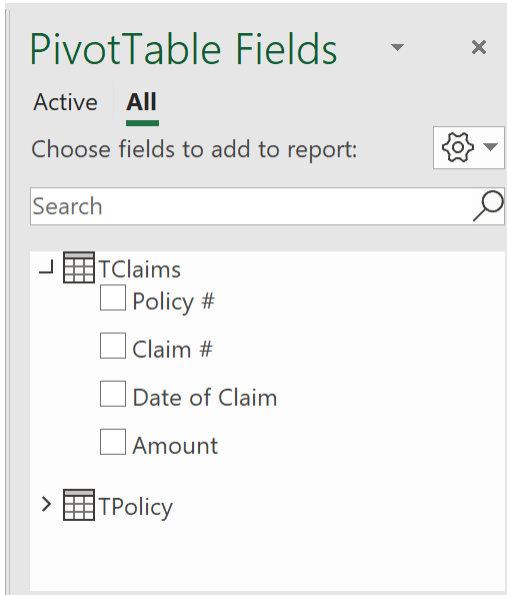 PivotTable Fields
Active All
Choose fields to add to report:
Search
TClaims
Policy #
Claim #
Date of Claim
Amount
TPolicy